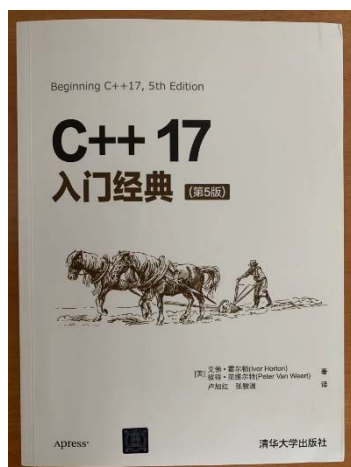 Beginning C++17, 5th Edition
C++ 17
入门经典 (第5版)
[美] 艾弗·霍尔顿(Ivor Horton)
彼得·范维尔特(Peter Van Weert) 著
卢旭红 张骏温 译
Apress®
清华大学出版社